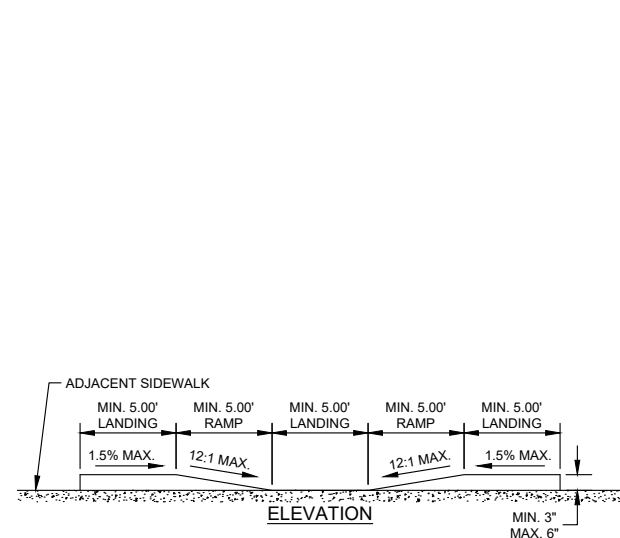 ADJACENT SIDEWALK
MIN. 5.00' MIN. 5.00' MIN. 5.00' MIN. 5.00' MIN. 5.00'
LANDING RAMP LANDING RAMP LANDING
1.5% MAX. 12:1 MAX. 12:1 MAX. 1.5% MAX.
ELEVATION
MIN. 3"
MAX. 6"